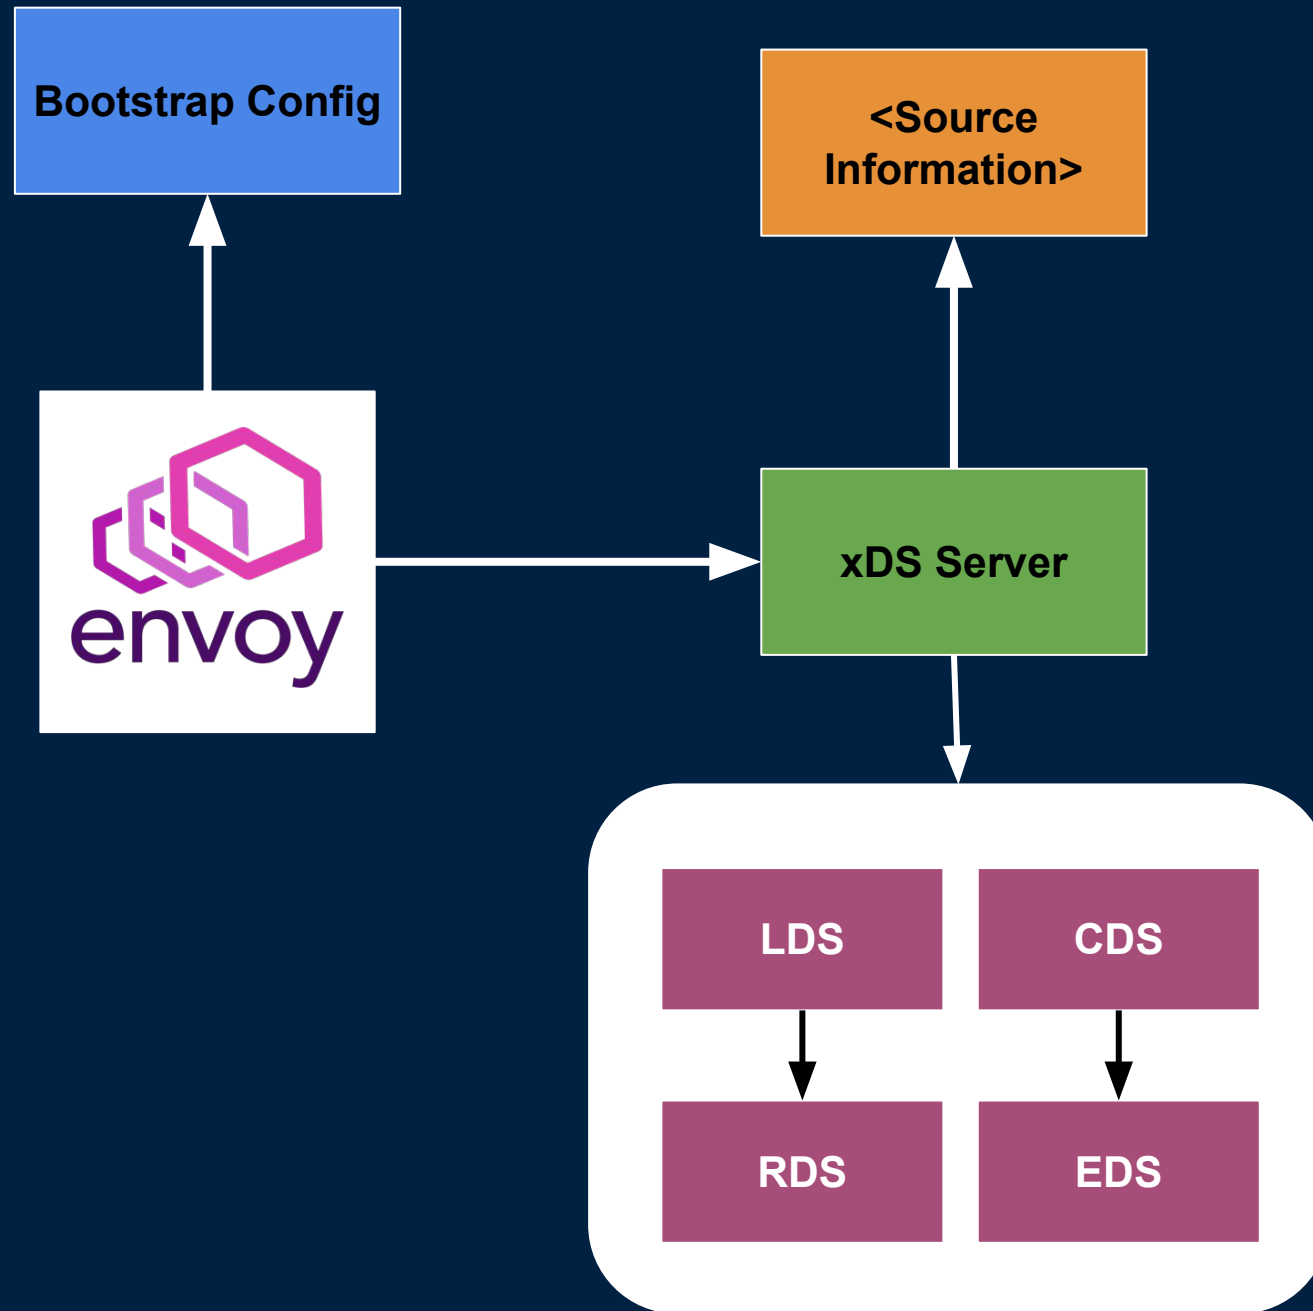 Bootstrap Config
<Source
Information>
envoy
xDS Server
LDS
CDS
RDS
EDS